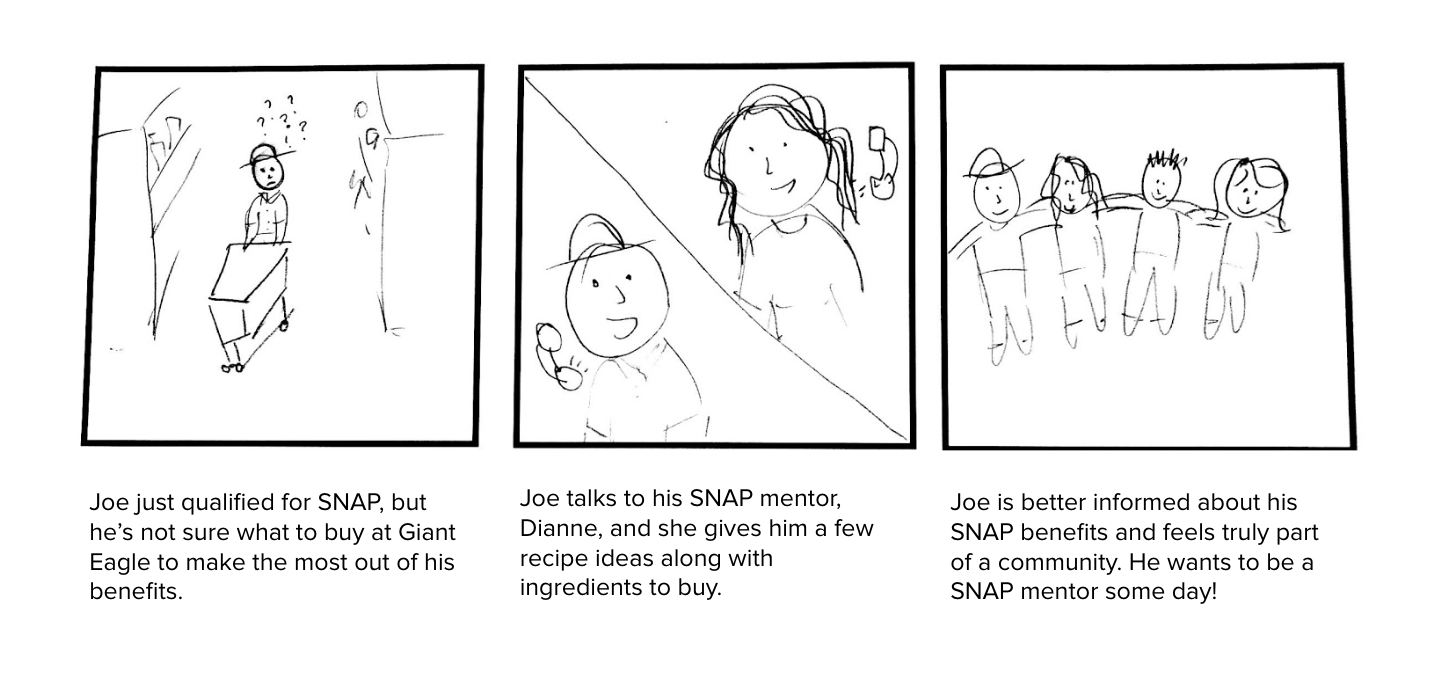 ? ?
? ? ?
? ?
Joe just qualified for SNAP, but
he’s not sure what to buy at Giant
Eagle to make the most out of his
benefits.
Joe talks to his SNAP mentor,
Dianne, and she gives him a few
recipe ideas along with
ingredients to buy.
Joe is better informed about his
SNAP benefits and feels truly part
of a community. He wants to be a
SNAP mentor some day!